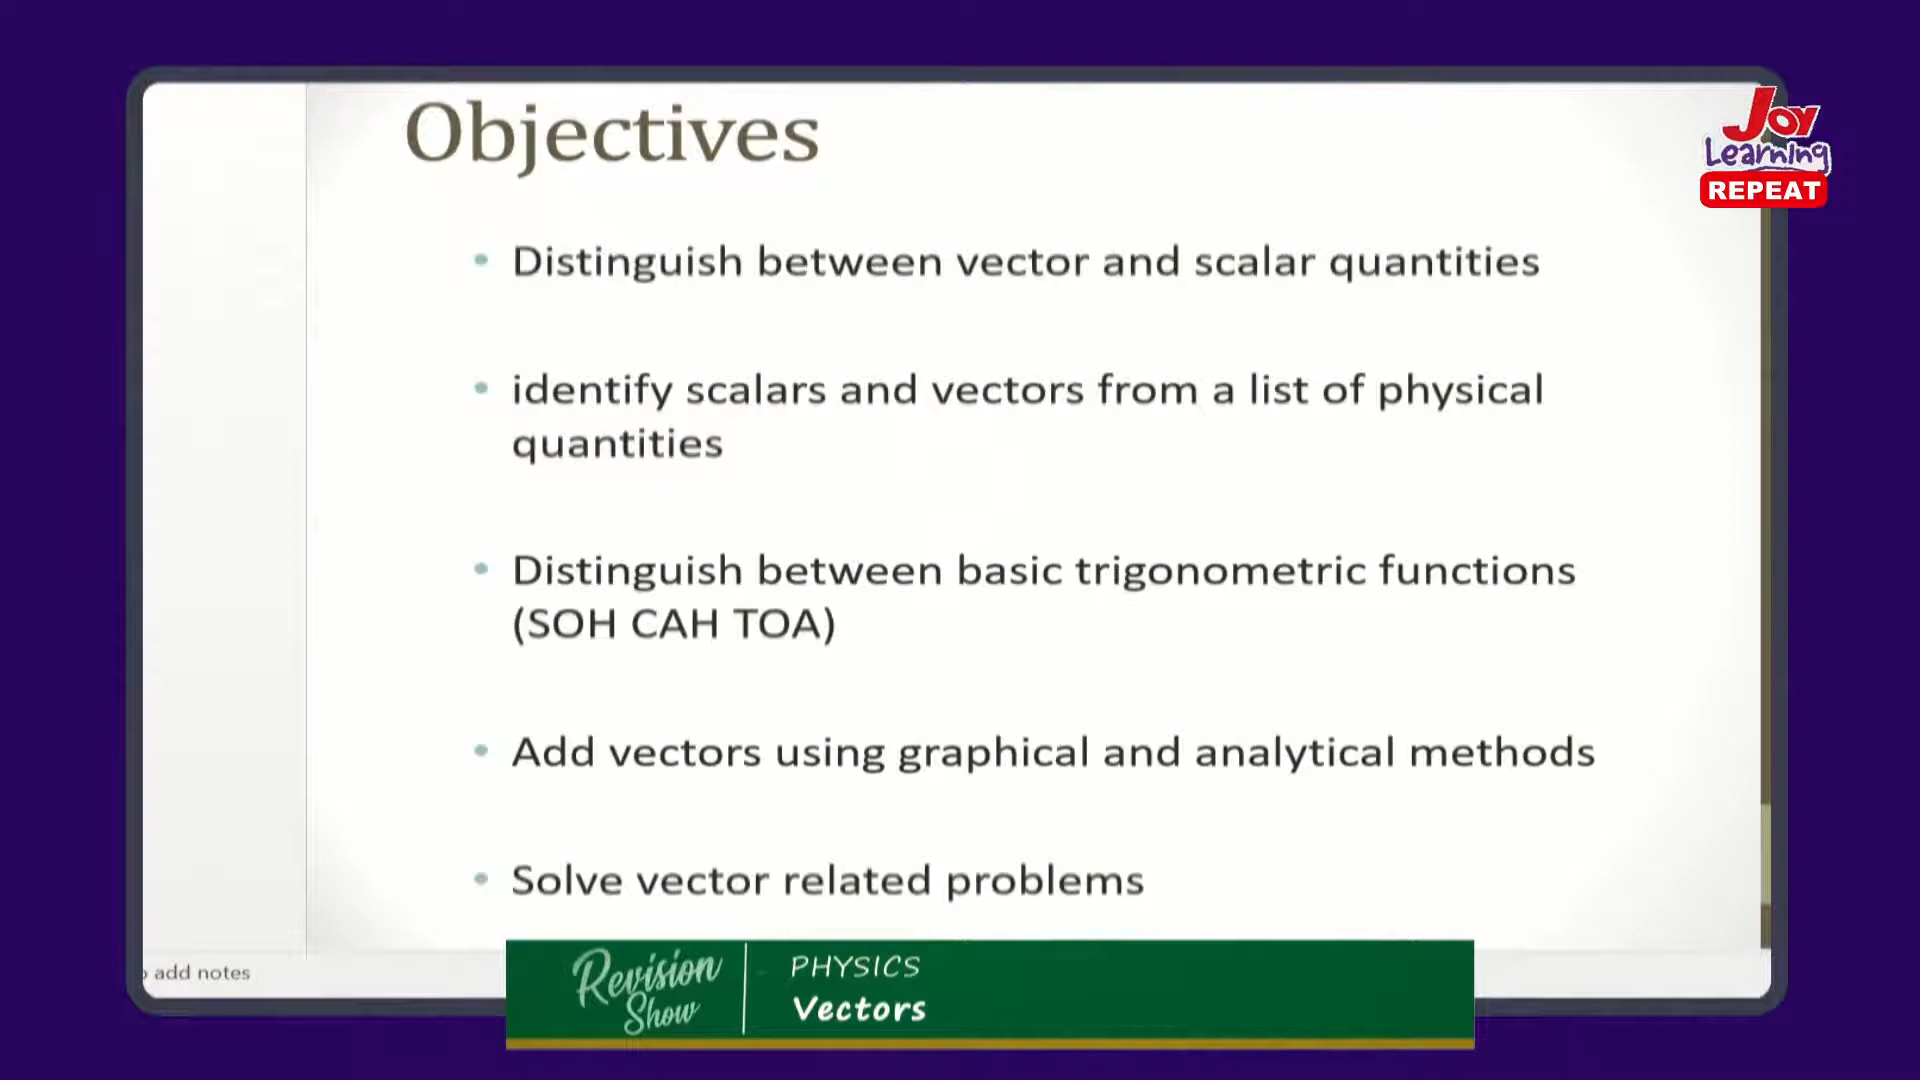 Objectives
Joy
Learning
REPEAT
• Distinguish between vector and scalar quantities
• identify scalars and vectors from a list of physical
quantities
• Distinguish between basic trigonometric functions
(SOH CAH TOA)
• Add vectors using graphical and analytical methods
• Solve vector related problems
add notes
Revision
Show
PHYSICS
Vectors